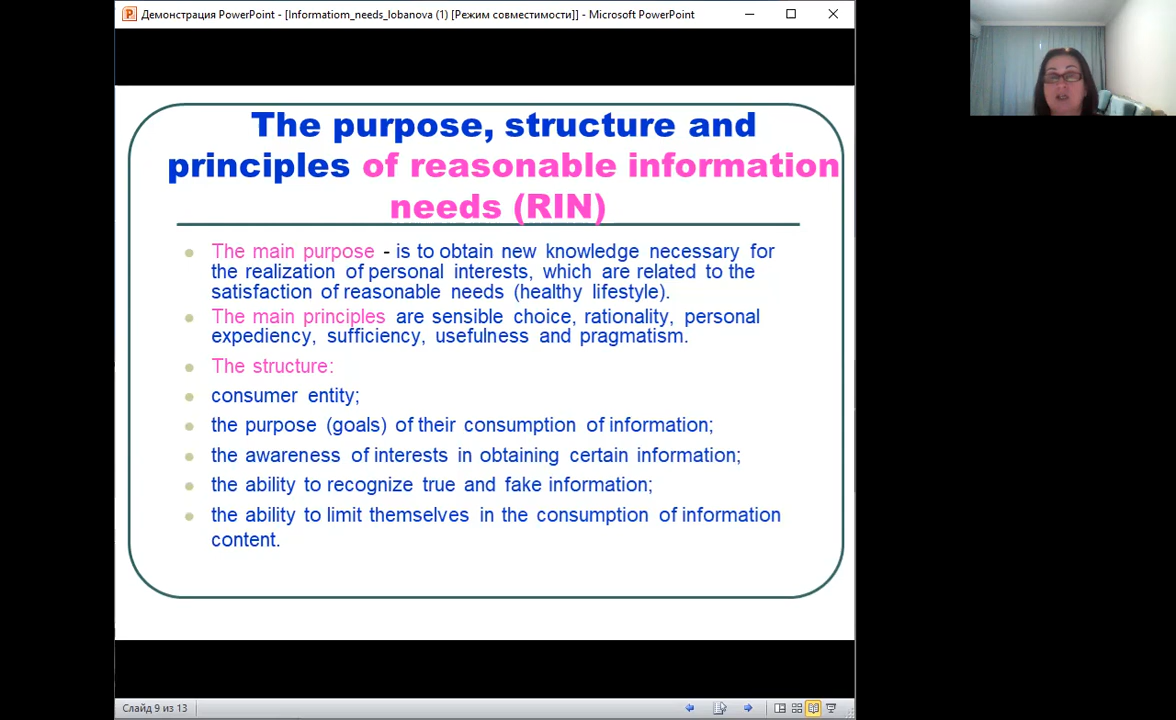 Демонстрация PowerPoint - [Informatiom_needs_lobanova (1) [Режим совместимости]] - Microsoft PowerPoint
The purpose, structure and
principles of reasonable information
needs (RIN)
The main purpose - is to obtain new knowledge necessary for
the realization of personal interests, which are related to the
satisfaction of reasonable needs (healthy lifestyle).
The main principles are sensible choice, rationality, personal
expediency, sufficiency, usefulness and pragmatism.
The structure:
consumer entity;
the purpose (goals) of their consumption of information;
the awareness of interests in obtaining certain information;
the ability to recognize true and fake information;
the ability to limit themselves in the consumption of information
content.
Слайд 9 из 13